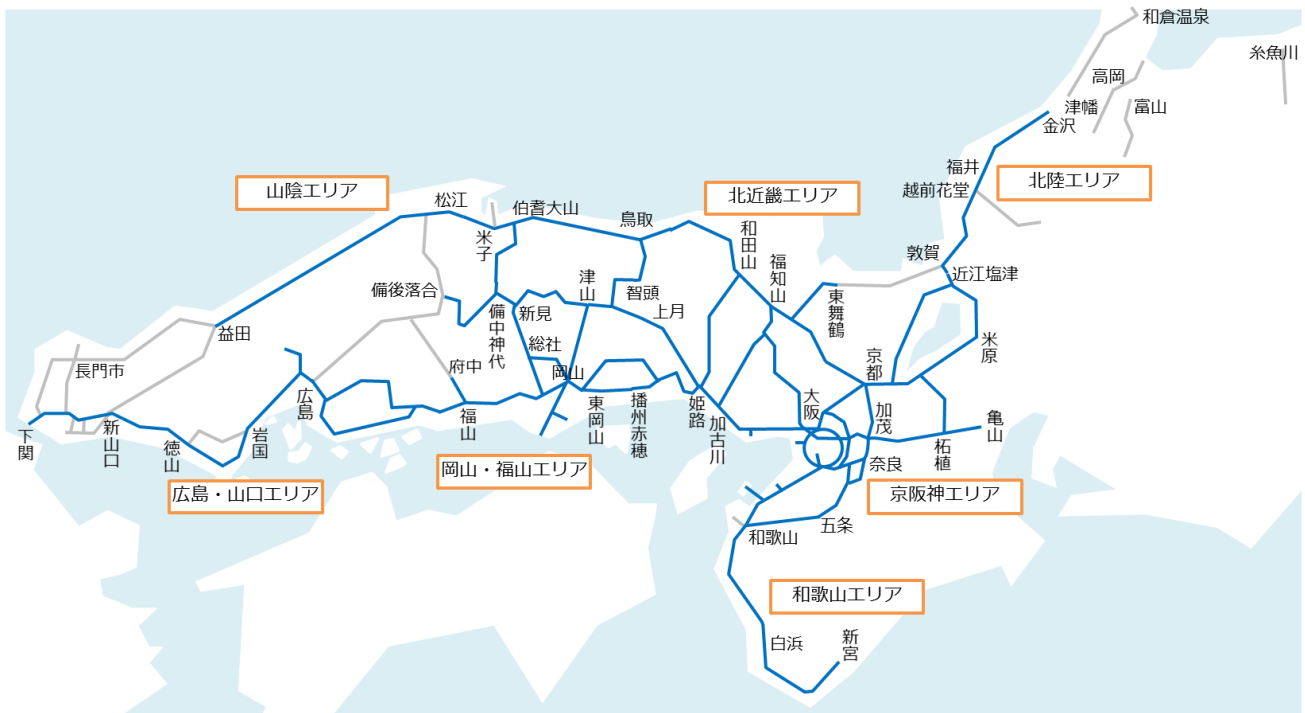 和倉温泉
糸魚川
高岡
津幡
富山
金沢
福井
越前花堂
北陸エリア
山陰エリア
北近畿エリア
松江
伯耆大山
鳥取
米子
和田山
福知山
敦賀
近江塩津
東舞鶴
備後落合
津山
智頭
上月
新見
備中神代
総社
岡山
益田
長門市
府中
京都
米原
広島
福山
東岡山
播州赤穂
姫路
加古川
大阪
加茂
亀山
柘植
奈良
下関
新山口
徳山
岩国
岡山・福山エリア
広島・山口エリア
京阪神エリア
五条
和歌山
和歌山エリア
白浜
新宮